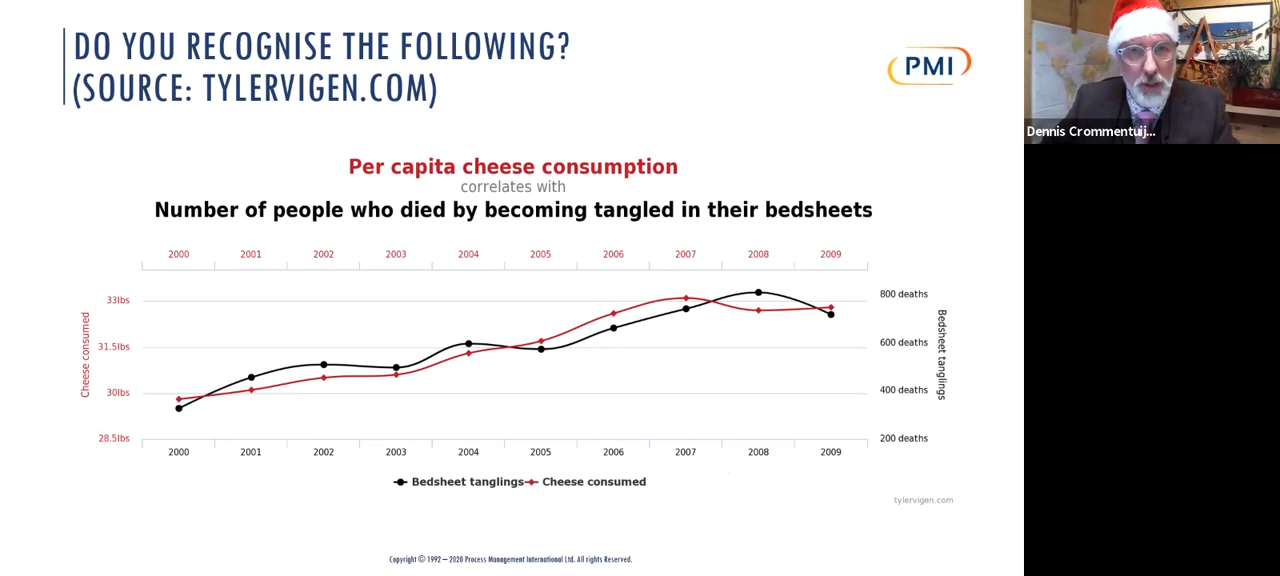 DO YOU RECOGNISE THE FOLLOWING?
(SOURCE: TYLERVIGEN.COM)
PMI
Dennis Crommentuij...
Per capita cheese consumption
correlates with
Number of people who died by becoming tangled in their bedsheets
2000 2001 2002 2003 2004 2005 2006 2007 2008 2009
33lbs
31.5lbs
30lbs
28.5lbs
Cheese consumed
800 deaths
600 deaths
400 deaths
200 deaths
Bedsheet tanglings
2000 2001 2002 2003 2004 2005 2006 2007 2008 2009
Bedsheet tanglings Cheese consumed
tylervigen.com
Copyright © 1992 – 2020 Process Management International Ltd. All rights Reserved.